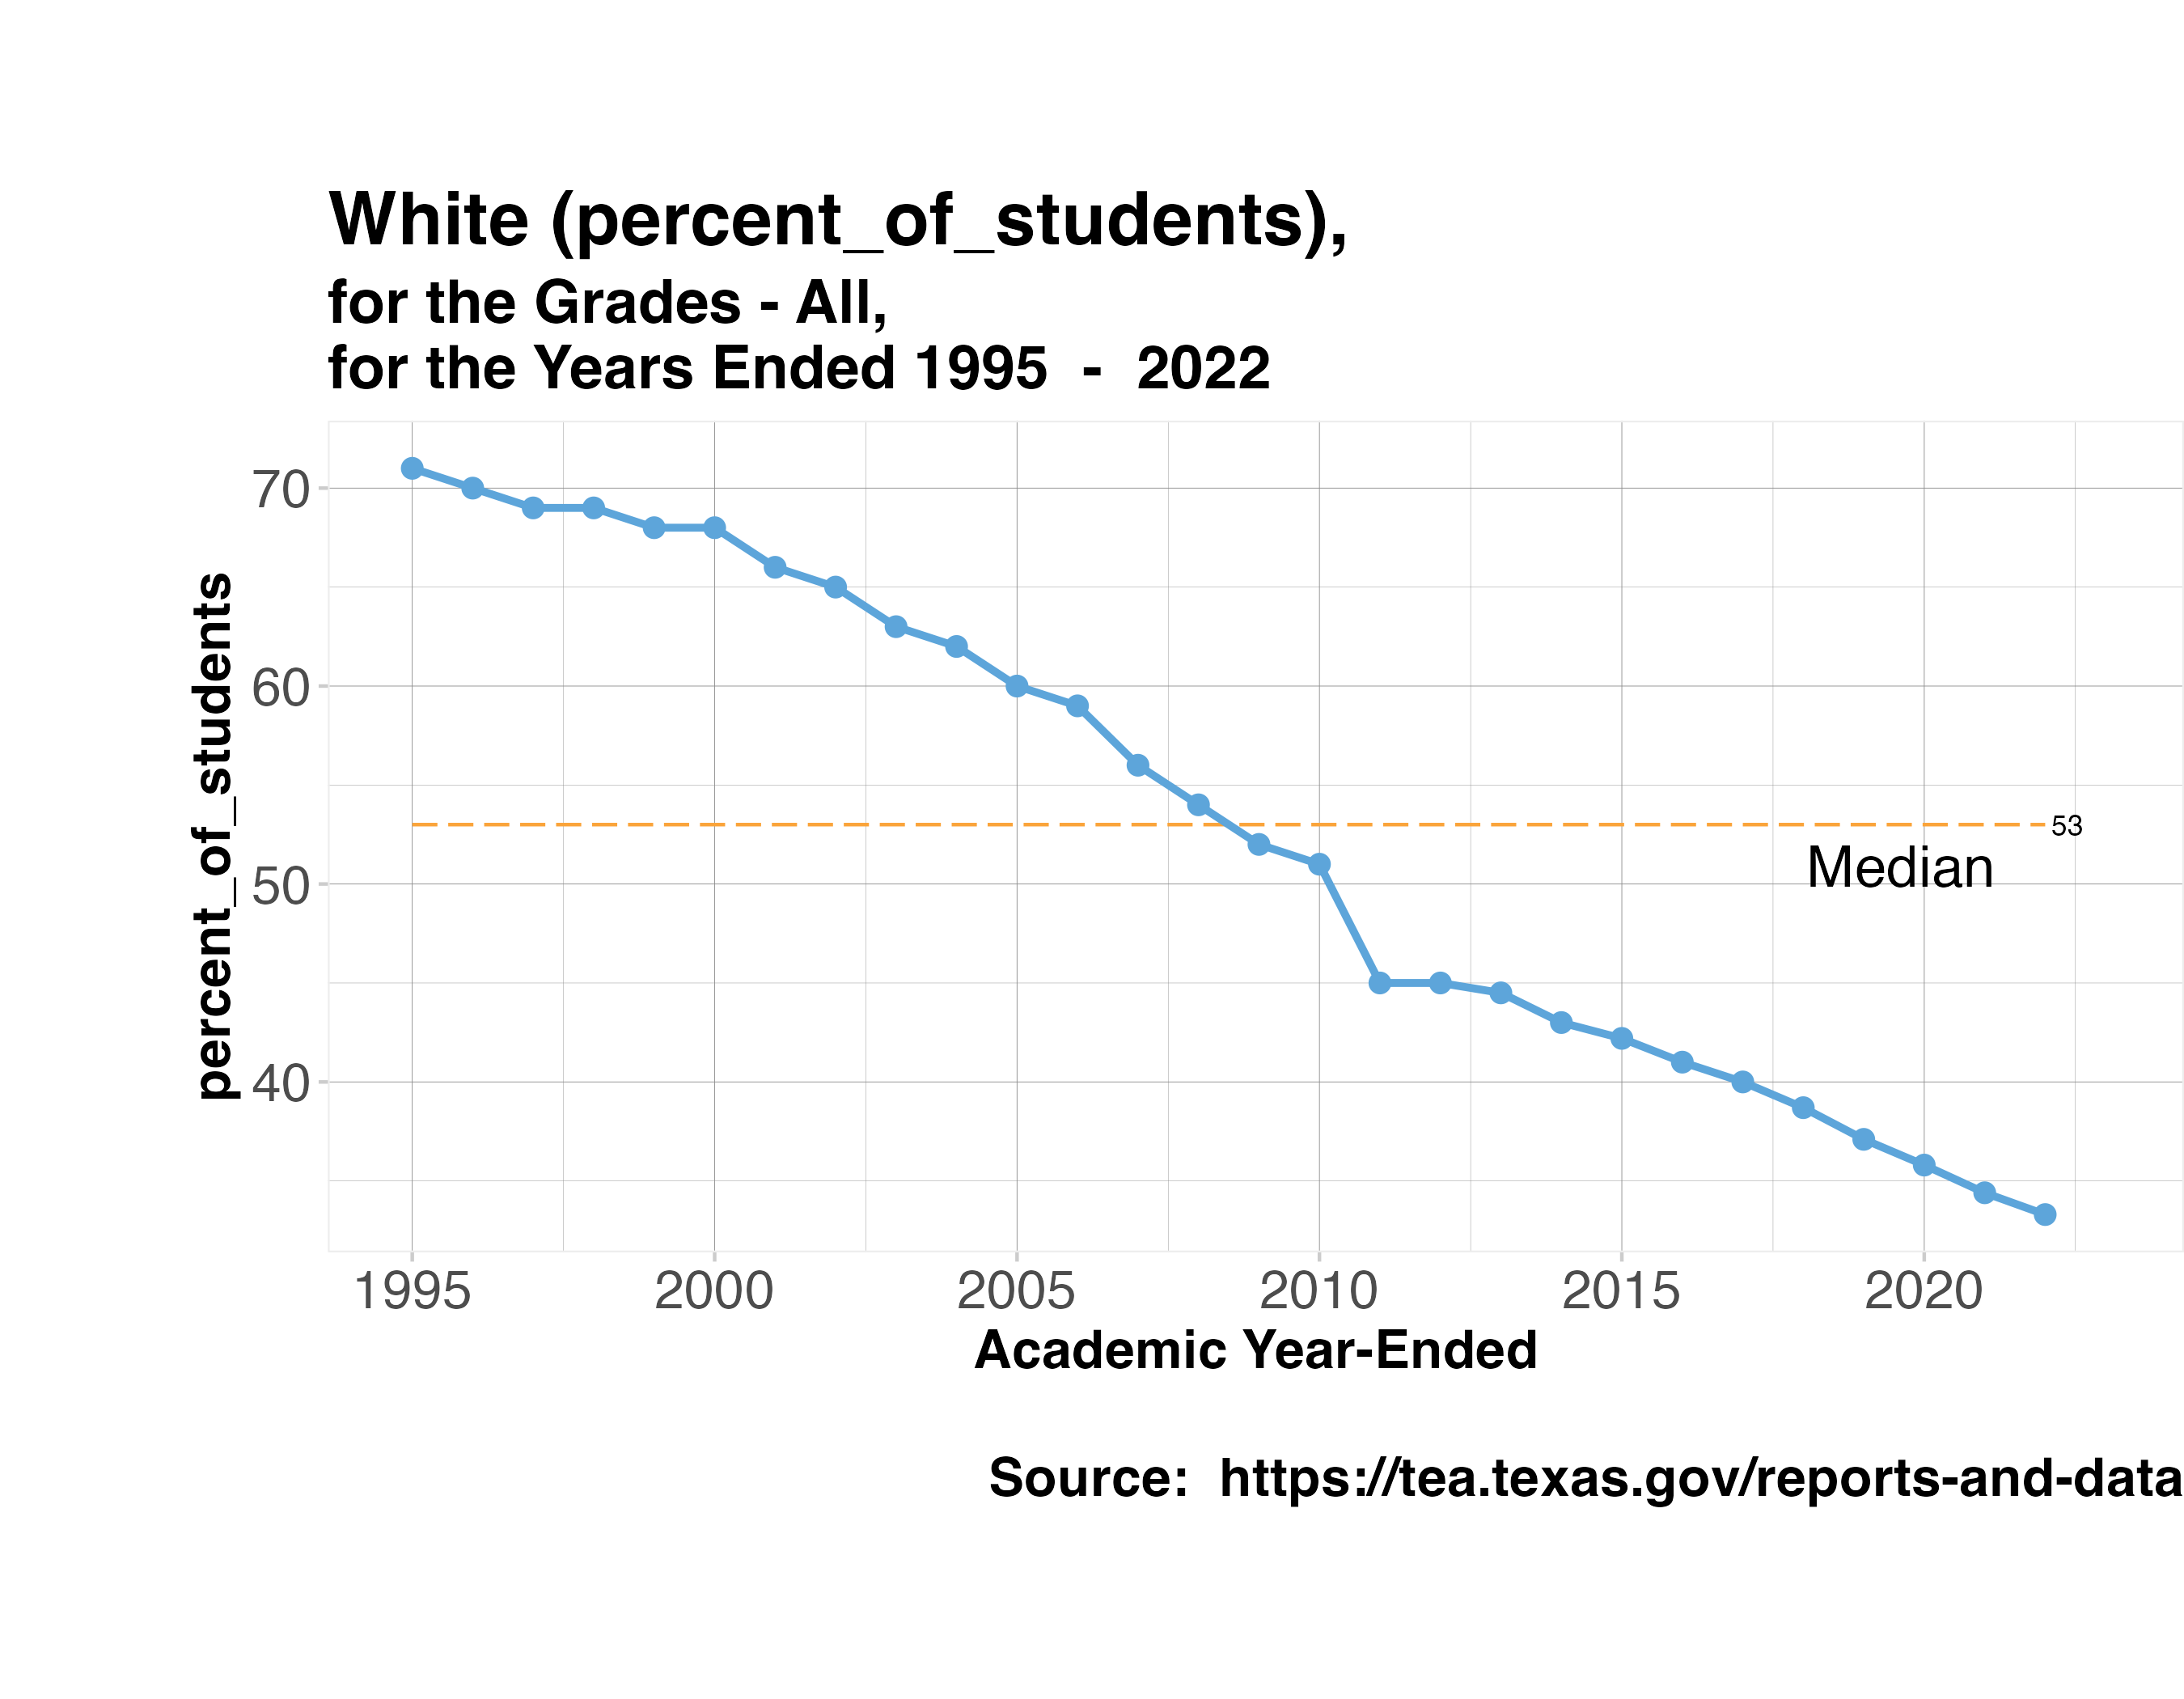 White (percent_of_students),
for the Grades - All,
for the Years Ended 1995  -  2022
percent_of_students
70
60
50
40
53
Median
1995
2000
2005
2010
2015
2020
Academic Year-Ended
Source:  https://tea.texas.gov/reports-and-data